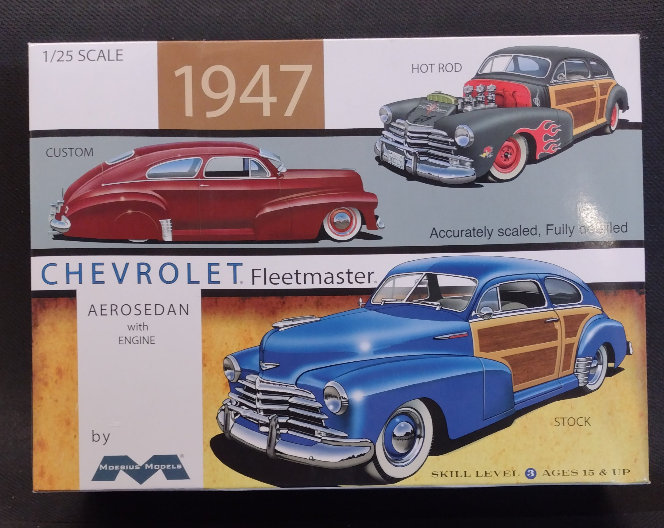 1/25 SCALE
1947
HOT ROD
CUSTOM
Accurately scaled, Fully detailed
CHEVROLET Fleetmaster
AEROSEDAN
with
ENGINE
by
MOEBIUS MODELS
STOCK
SKILL LEVEL 3 AGES 15 & UP